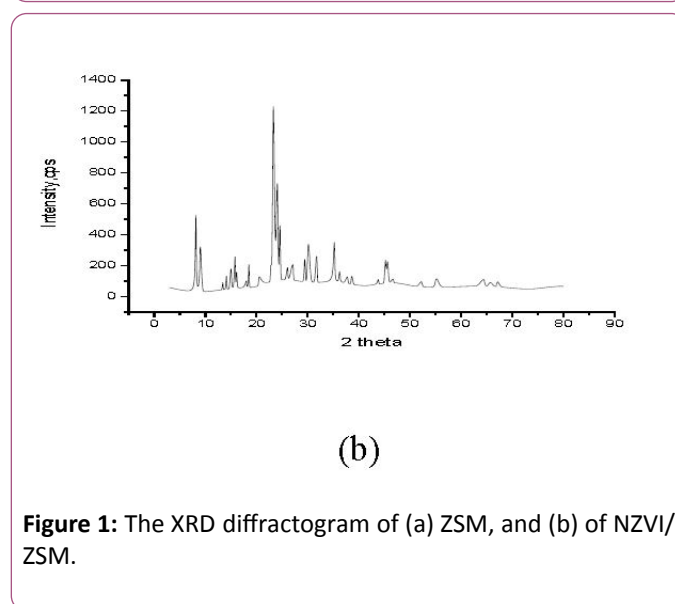 1400
1200
1000
800
600
400
200
0
Intensity,cps
0 10 20 30 40 50 60 70 80 90
2 theta
(b)
Figure 1: The XRD diffractogram of (a) ZSM, and (b) of NZVI/
ZSM.